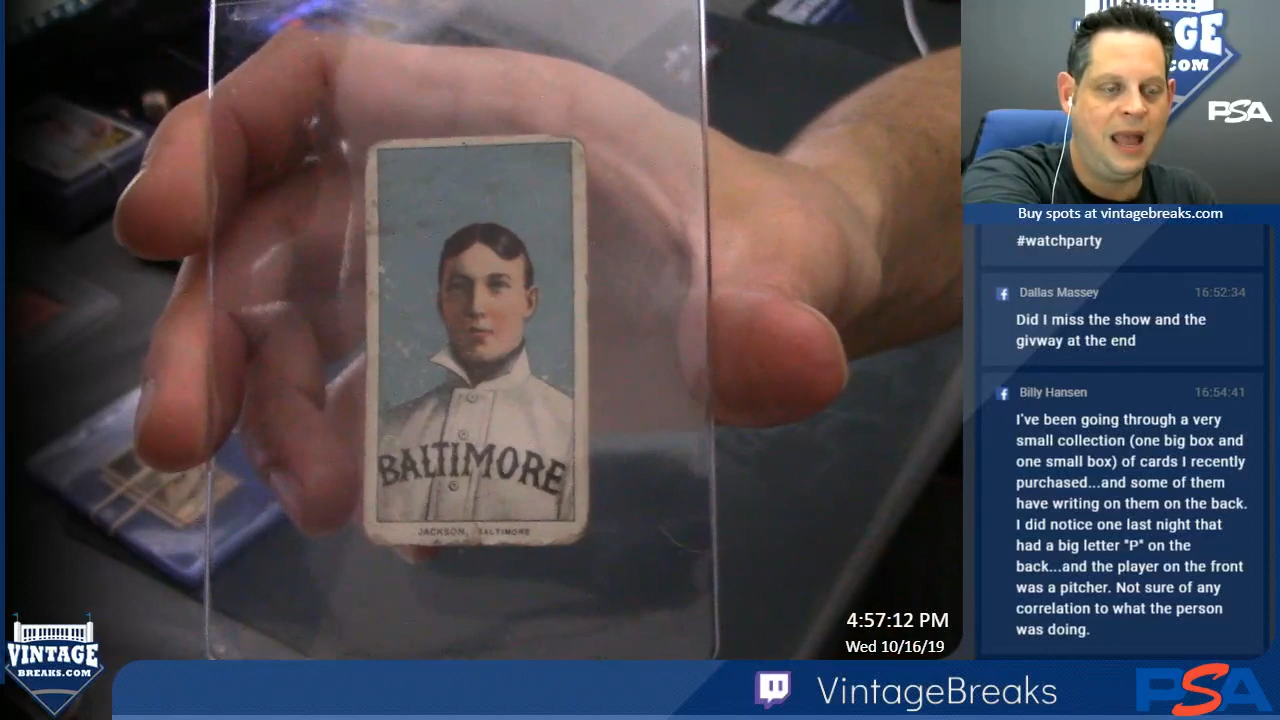 BALTIMORE
JACKSON, BALTIMORE
4:57:12 PM
Wed 10/16/19
VINTAGE
BREAKS.COM
VintageBreaks
PSA
GE
.COM
PSA
Buy spots at vintagebreaks.com
#watchparty
Dallas Massey 16:52:34
Did I miss the show and the
givway at the end
Billy Hansen 16:54:41
I've been going through a very
small collection (one big box and
one small box) of cards I recently
purchased...and some of them
have writing on them on the back.
I did notice one last night that
had a big letter "P" on the
back...and the player on the front
was a pitcher. Not sure of any
correlation to what the person
was doing.